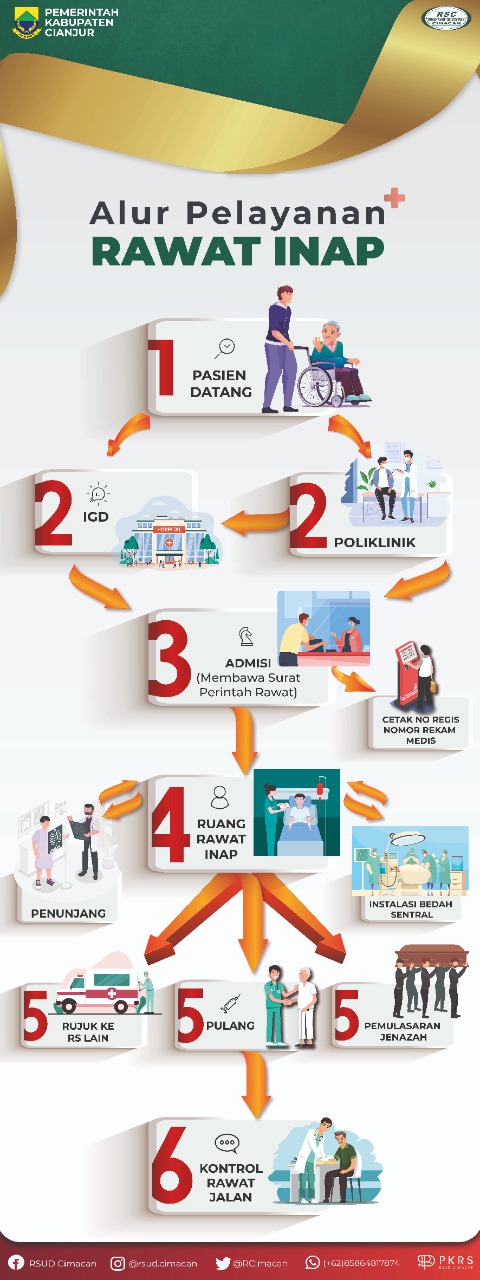 PEMERINTAH
KABUPATEN
CIANJUR
RSC
CIMACAN
Alur Pelayanan
RAWAT INAP
1
PASIEN
DATANG
2
IGD
HOSPITAL
2
POLIKLINIK
3
ADMISI
(Membawa Surat
Perintah Rawat)
CETAK NO REGIS
NOMOR REKAM
MEDIS
4
RUANG
RAWAT
INAP
PENUNJANG
INSTALASI BEDAH
SENTRAL
5
RUJUK KE
RS LAIN
5
PULANG
5
PEMULASARAN
JENAZAH
6
KONTROL
RAWAT
JALAN
RSUD Cimacan
@rsud.cimacan
@RCimacan
(+62)85864817874
PKRS
RSUD CIMACAN